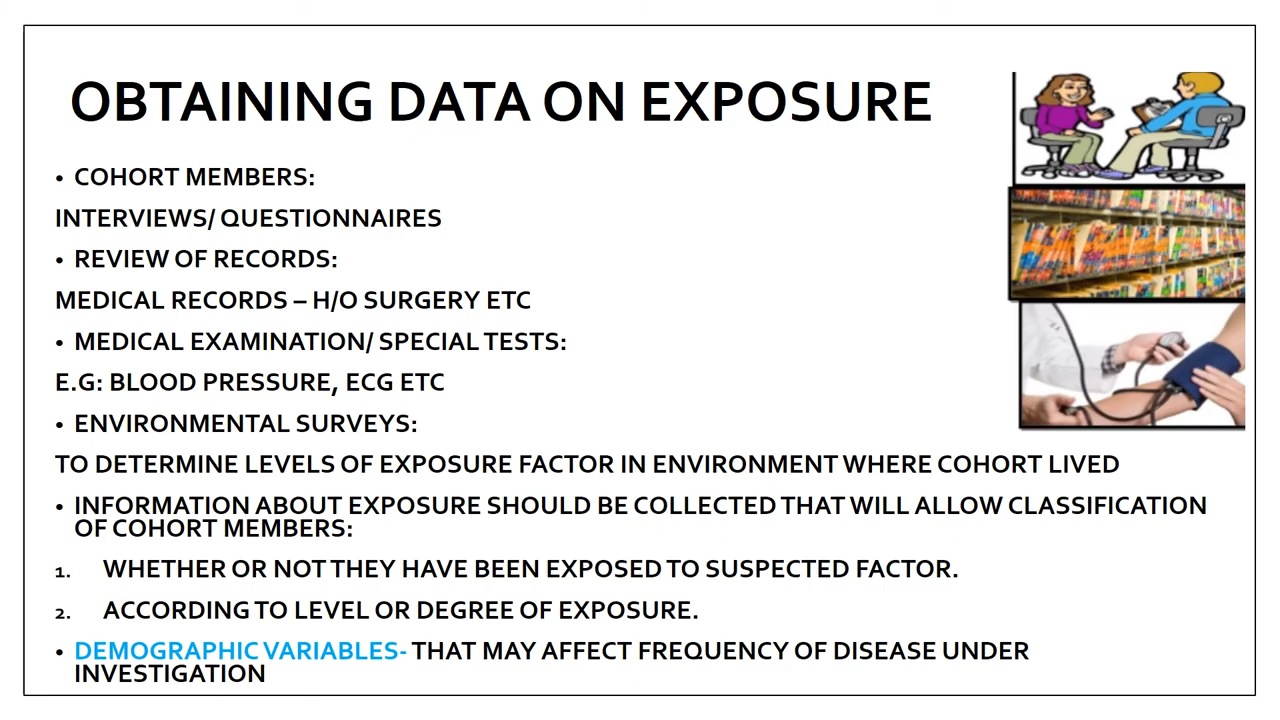 OBTAINING DATA ON EXPOSURE
• COHORT MEMBERS:
INTERVIEWS/ QUESTIONNAIRES
• REVIEW OF RECORDS:
MEDICAL RECORDS – H/O SURGERY ETC
• MEDICAL EXAMINATION/ SPECIAL TESTS:
E.G: BLOOD PRESSURE, ECG ETC
• ENVIRONMENTAL SURVEYS:
TO DETERMINE LEVELS OF EXPOSURE FACTOR IN ENVIRONMENT WHERE COHORT LIVED
• INFORMATION ABOUT EXPOSURE SHOULD BE COLLECTED THAT WILL ALLOW CLASSIFICATION
OF COHORT MEMBERS:
1. WHETHER OR NOT THEY HAVE BEEN EXPOSED TO SUSPECTED FACTOR.
2. ACCORDING TO LEVEL OR DEGREE OF EXPOSURE.
• DEMOGRAPHIC VARIABLES- THAT MAY AFFECT FREQUENCY OF DISEASE UNDER
INVESTIGATION